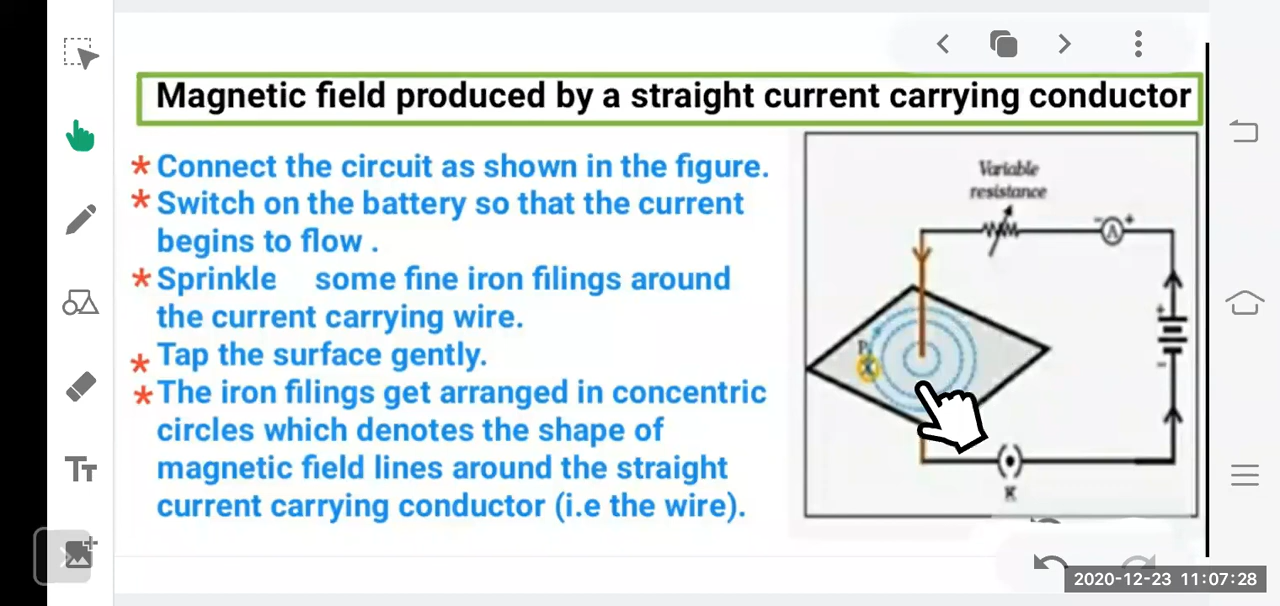 Magnetic field produced by a straight current carrying conductor
* Connect the circuit as shown in the figure.
* Switch on the battery so that the current
begins to flow .
* Sprinkle some fine iron filings around
the current carrying wire.
* Tap the surface gently.
* The iron filings get arranged in concentric
circles which denotes the shape of
magnetic field lines around the straight
current carrying conductor (i.e the wire).
Variable
resistance
- A +
+
-
P
K
TT
2020-12-23 11:07:28